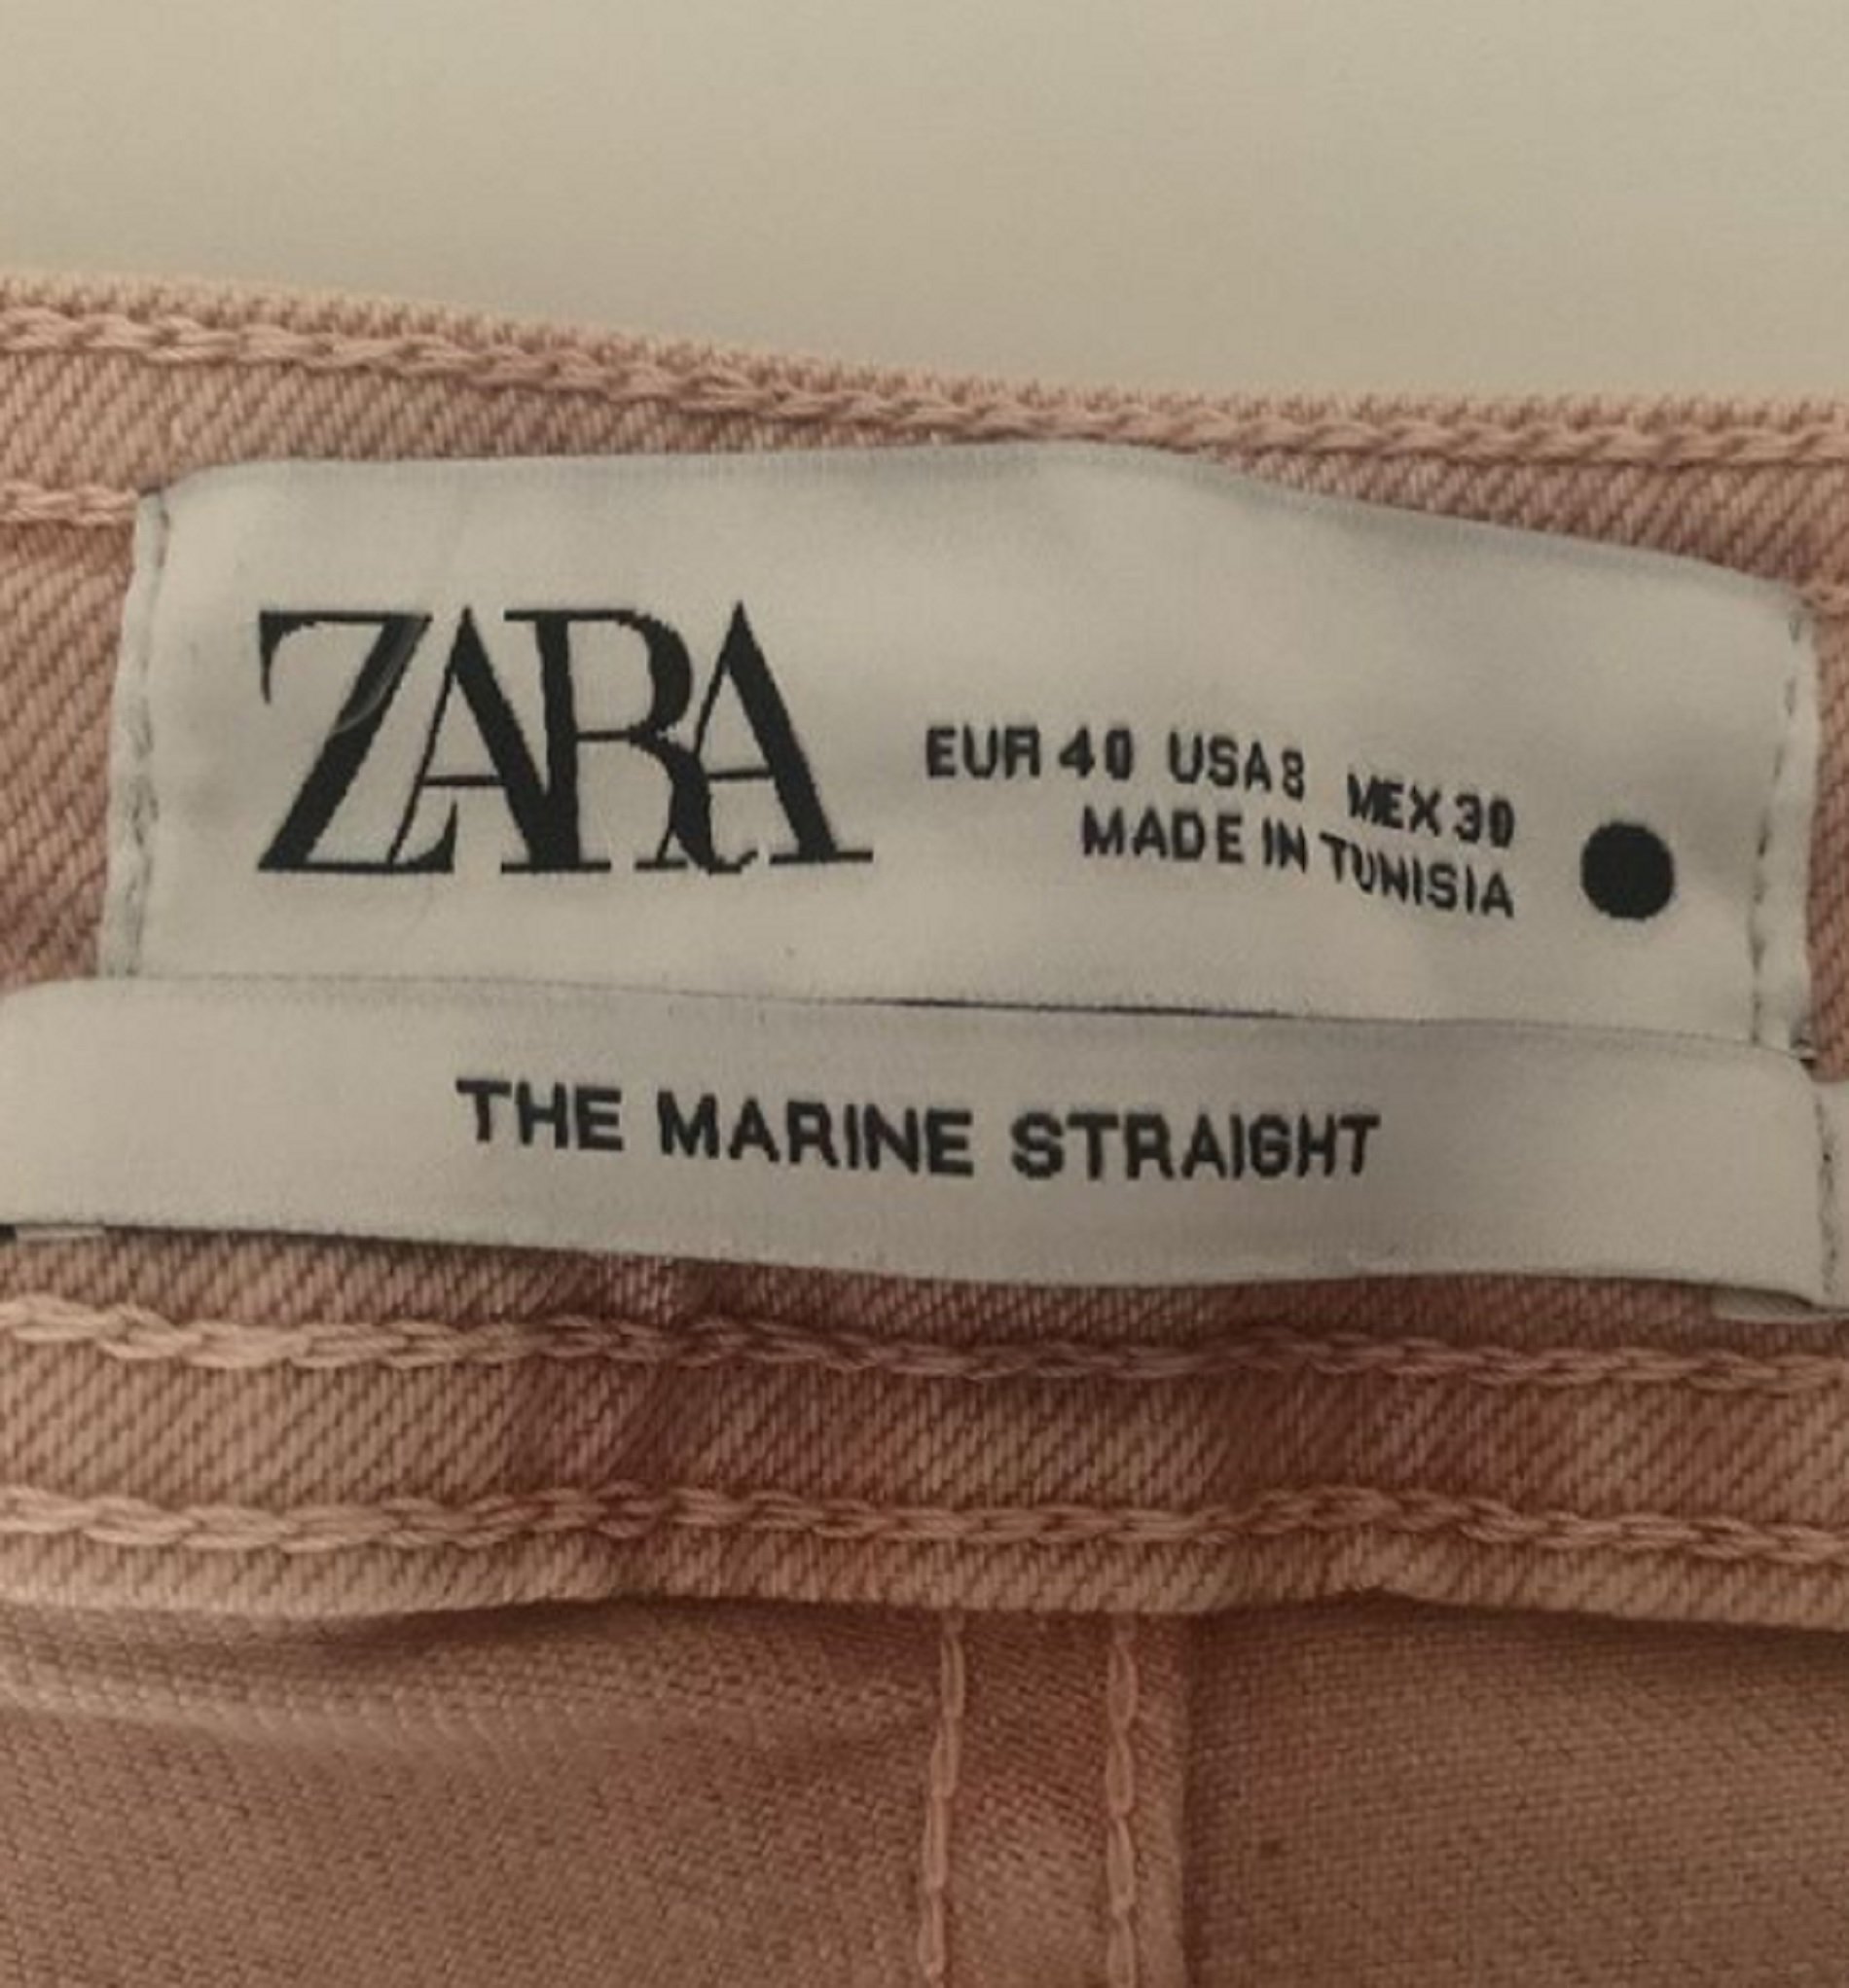 ZARA
EUR 40 USA 8 MEX 30
MADE IN TUNISIA
THE MARINE STRAIGHT